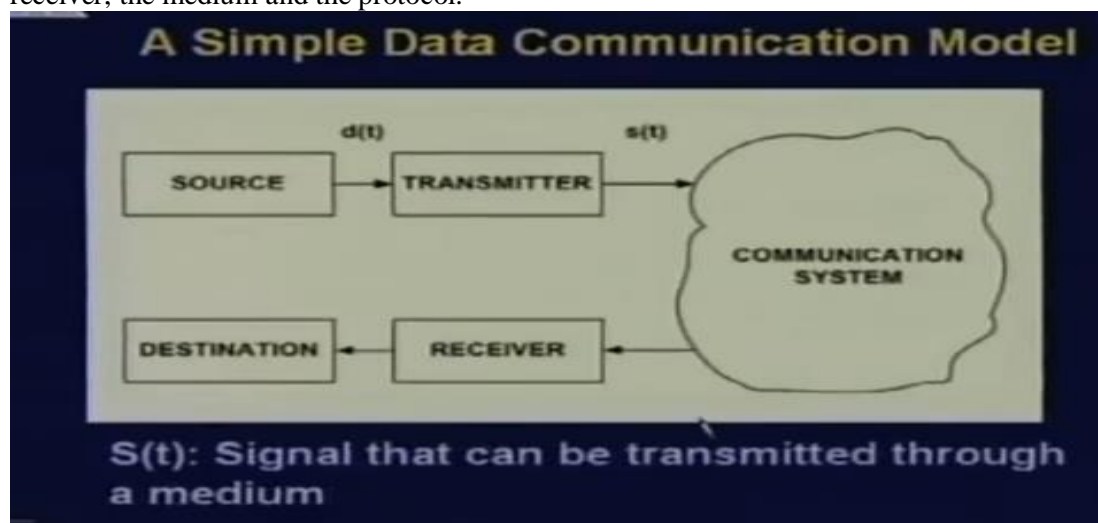 receiver, the medium and the protocol.
A Simple Data Communication Model
d(t)
s(t)
SOURCE
TRANSMITTER
COMMUNICATION
SYSTEM
DESTINATION
RECEIVER
S(t): Signal that can be transmitted through
a medium